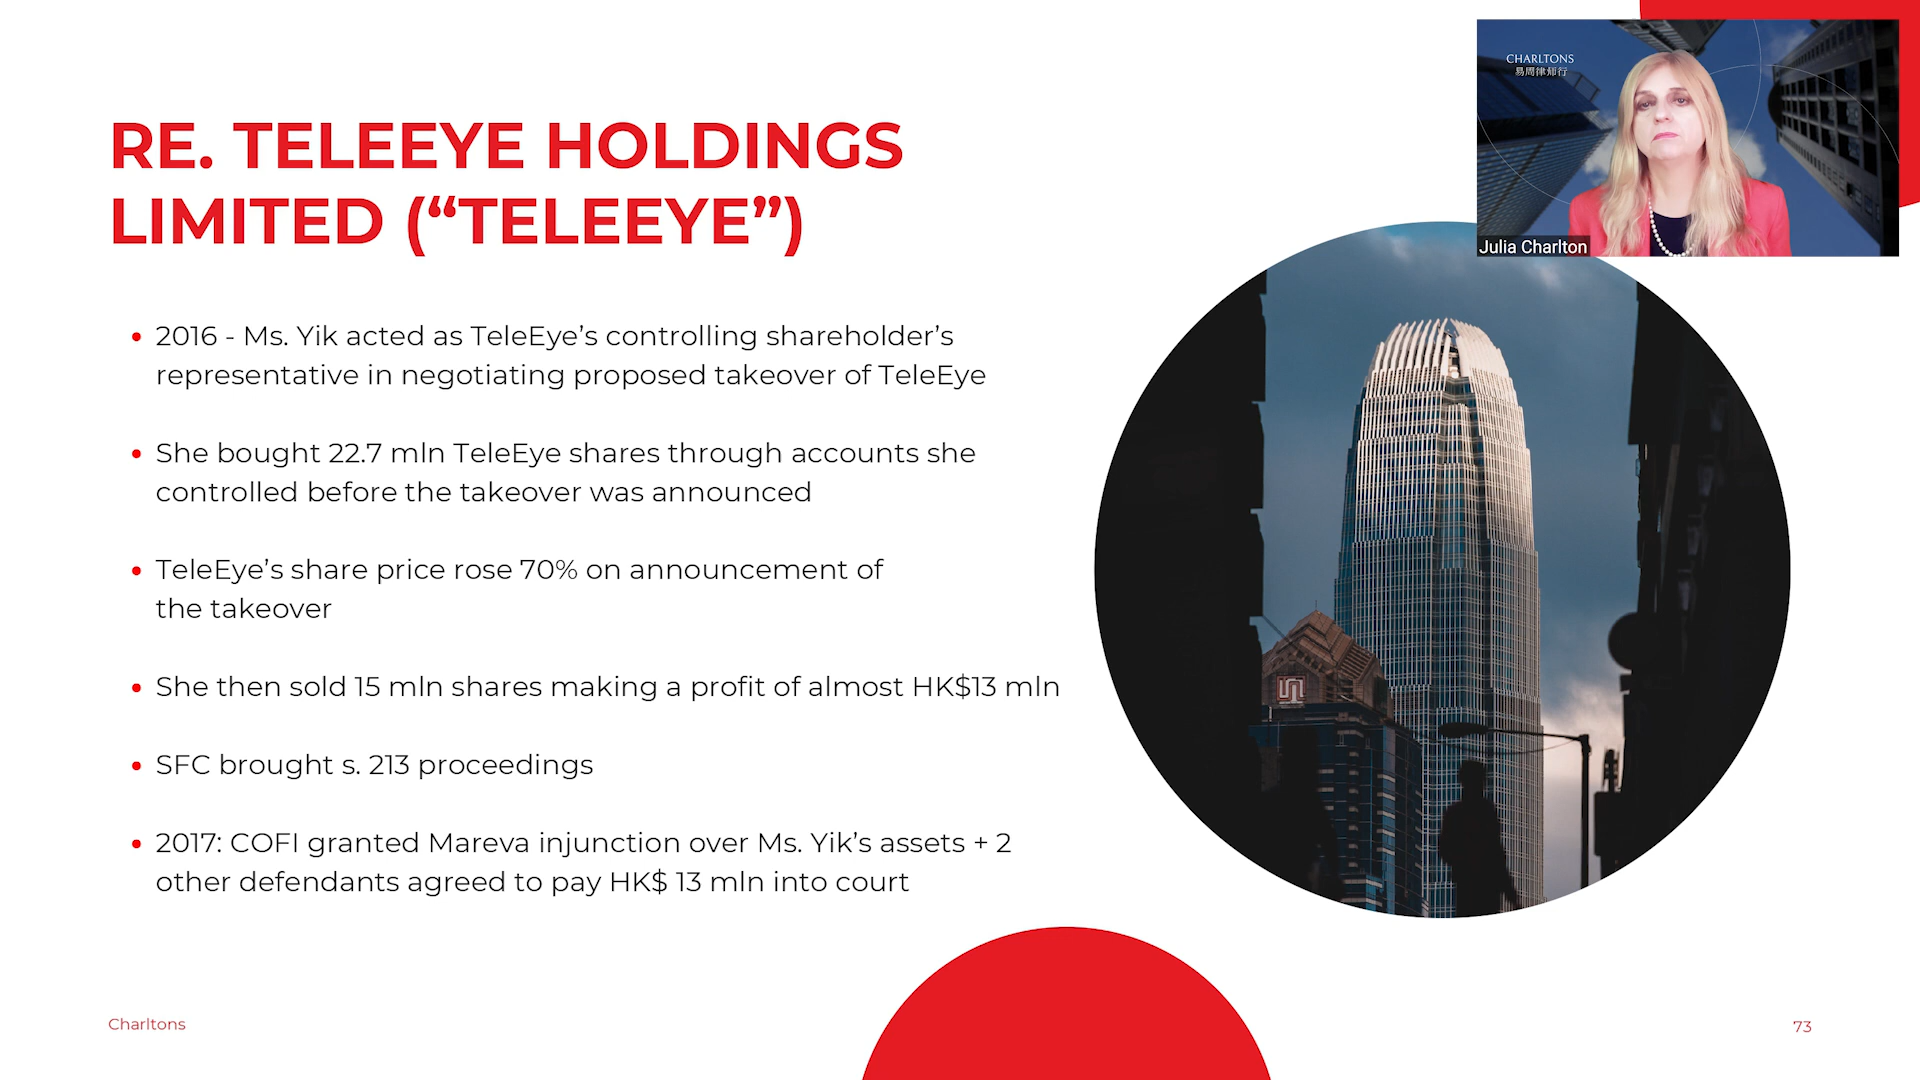 CHARLTONS
易周律师行
Julia Charlton
RE. TELEEYE HOLDINGS
LIMITED (“TELEEYE”)
• 2016 - Ms. Yik acted as TeleEye’s controlling shareholder’s
representative in negotiating proposed takeover of TeleEye
• She bought 22.7 mln TeleEye shares through accounts she
controlled before the takeover was announced
• TeleEye’s share price rose 70% on announcement of
the takeover
• She then sold 15 mln shares making a profit of almost HK$13 mln
• SFC brought s. 213 proceedings
• 2017: COFI granted Mareva injunction over Ms. Yik’s assets + 2
other defendants agreed to pay HK$ 13 mln into court
Charltons
73